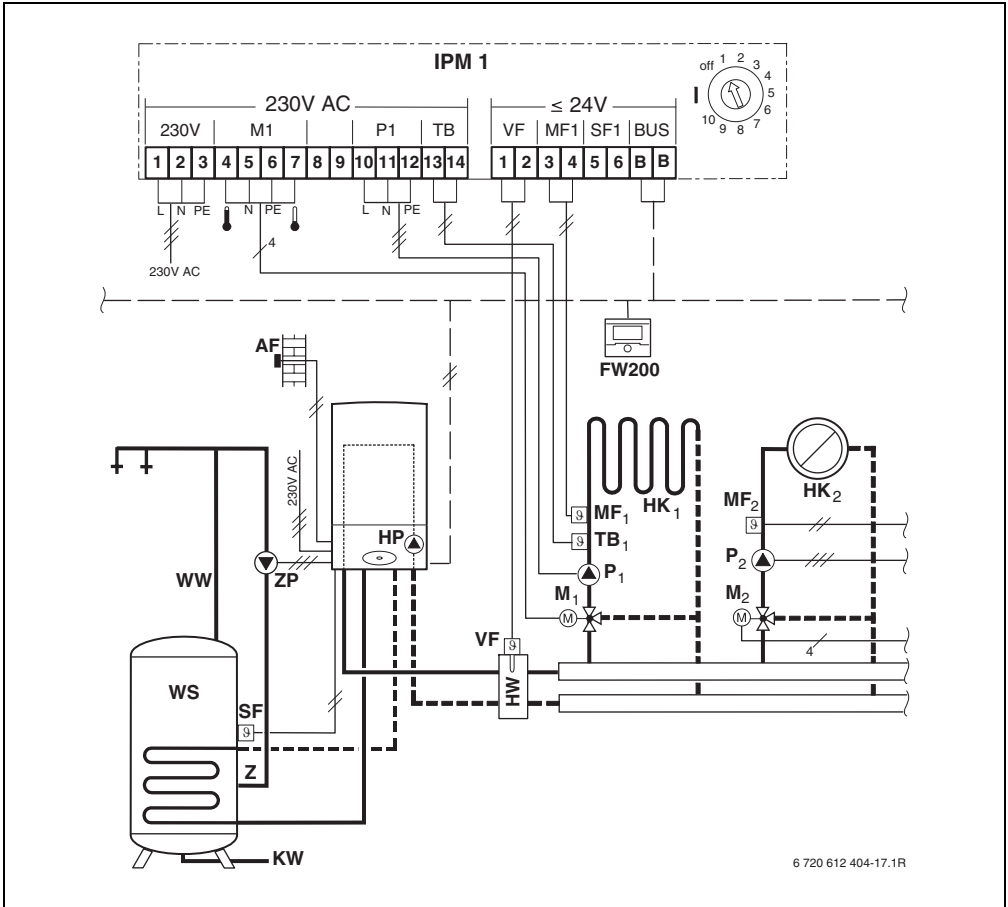 IPM 1
off 1 2 3 4 5 6 7 8 9 10
I
230V AC
≤ 24V
230V M1 P1 TB
VF MF1 SF1 BUS
1 2 3 4 5 6 7 8 9 10 11 12 13 14
1 2 3 4 5 6 B B
L N PE N PE L N PE
4
230V AC
AF
FW200
230V AC
HP
MF1
HK1
TB1
P1
M1
M
MF2
HK2
P2
M2
M
4
WW
ZP
VF
ϑ
ϑ
ϑ
ϑ
HW
WS
SF
ϑ
Z
KW
6 720 612 404-17.1R